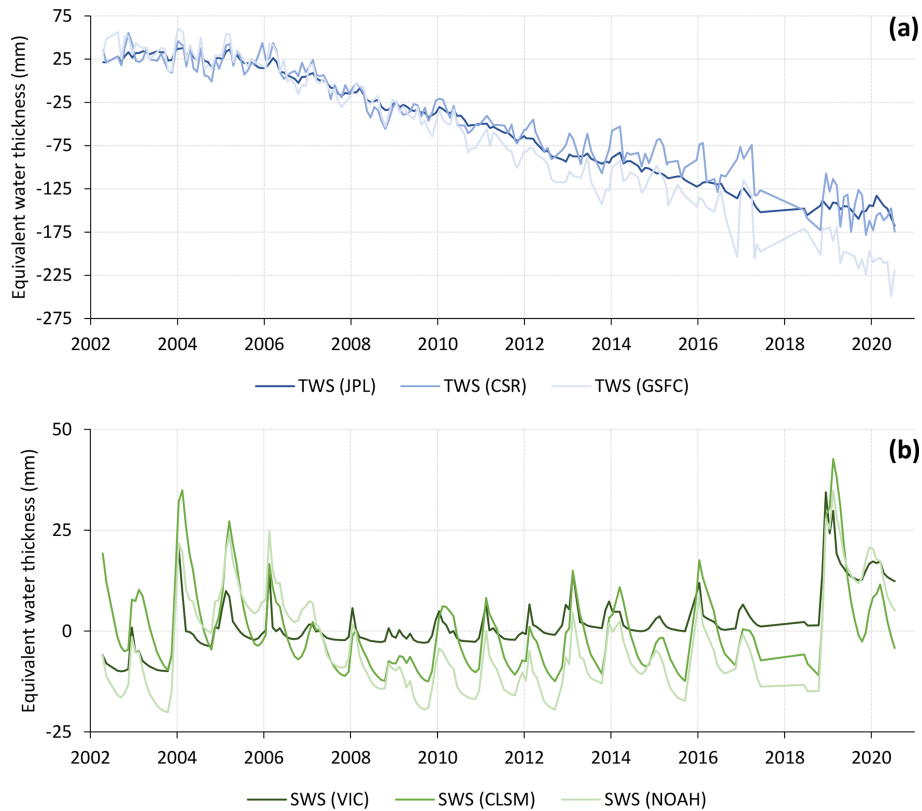 (a)
Equivalent water thickness (mm)
75
25
-25
-75
-125
-175
-225
-275
2002 2004 2006 2008 2010 2012 2014 2016 2018 2020
TWS (JPL) TWS (CSR) TWS (GSFC)
(b)
Equivalent water thickness (mm)
50
25
0
-25
2002 2004 2006 2008 2010 2012 2014 2016 2018 2020
SWS (VIC) SWS (CLSM) SWS (NOAH)